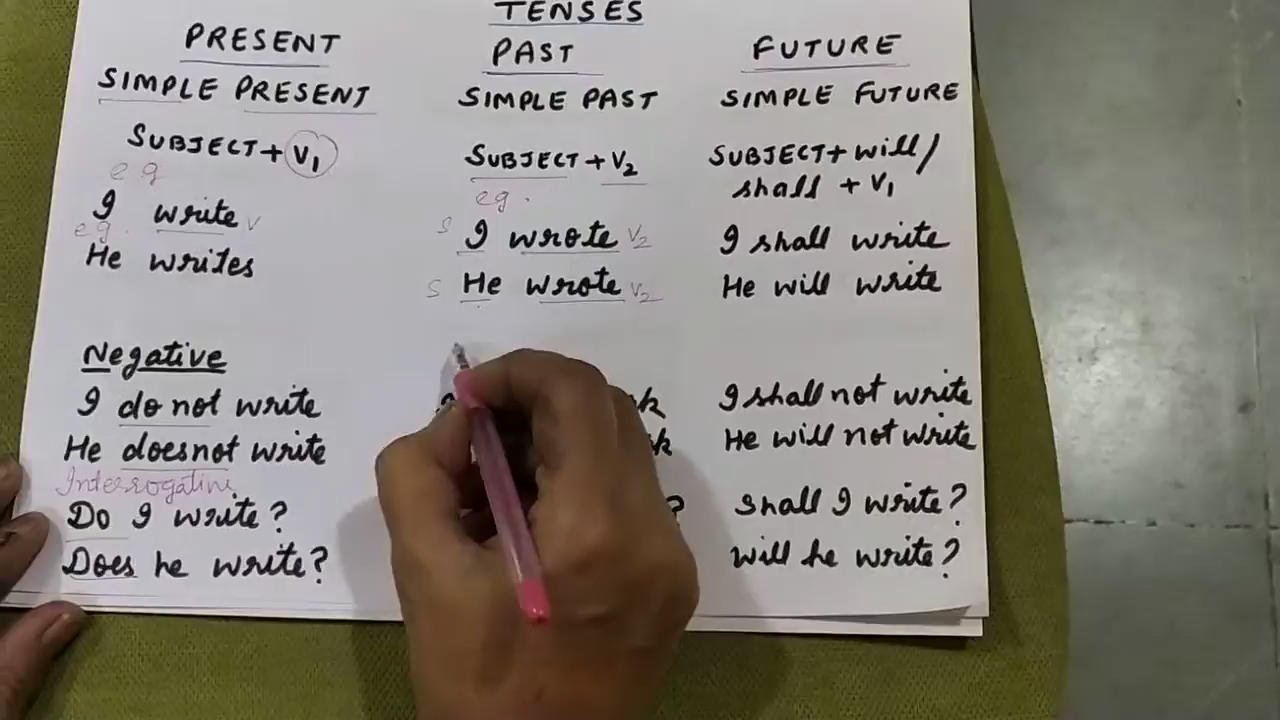 TENSES
PRESENT
SIMPLE PRESENT
SUBJECT + V1
eg
I write v
eg.
He writes
Negative
I do not write
He doesnot write
Interrogative
Do I write?
Does he write?
PAST
SIMPLE PAST
SUBJECT + V2
eg.
S I wrote V2
S He wrote V2
?
FUTURE
SIMPLE FUTURE
SUBJECT + will/
shall + V1
I shall write
He will write
I shall not write
He will not write
shall I write?
will he write?